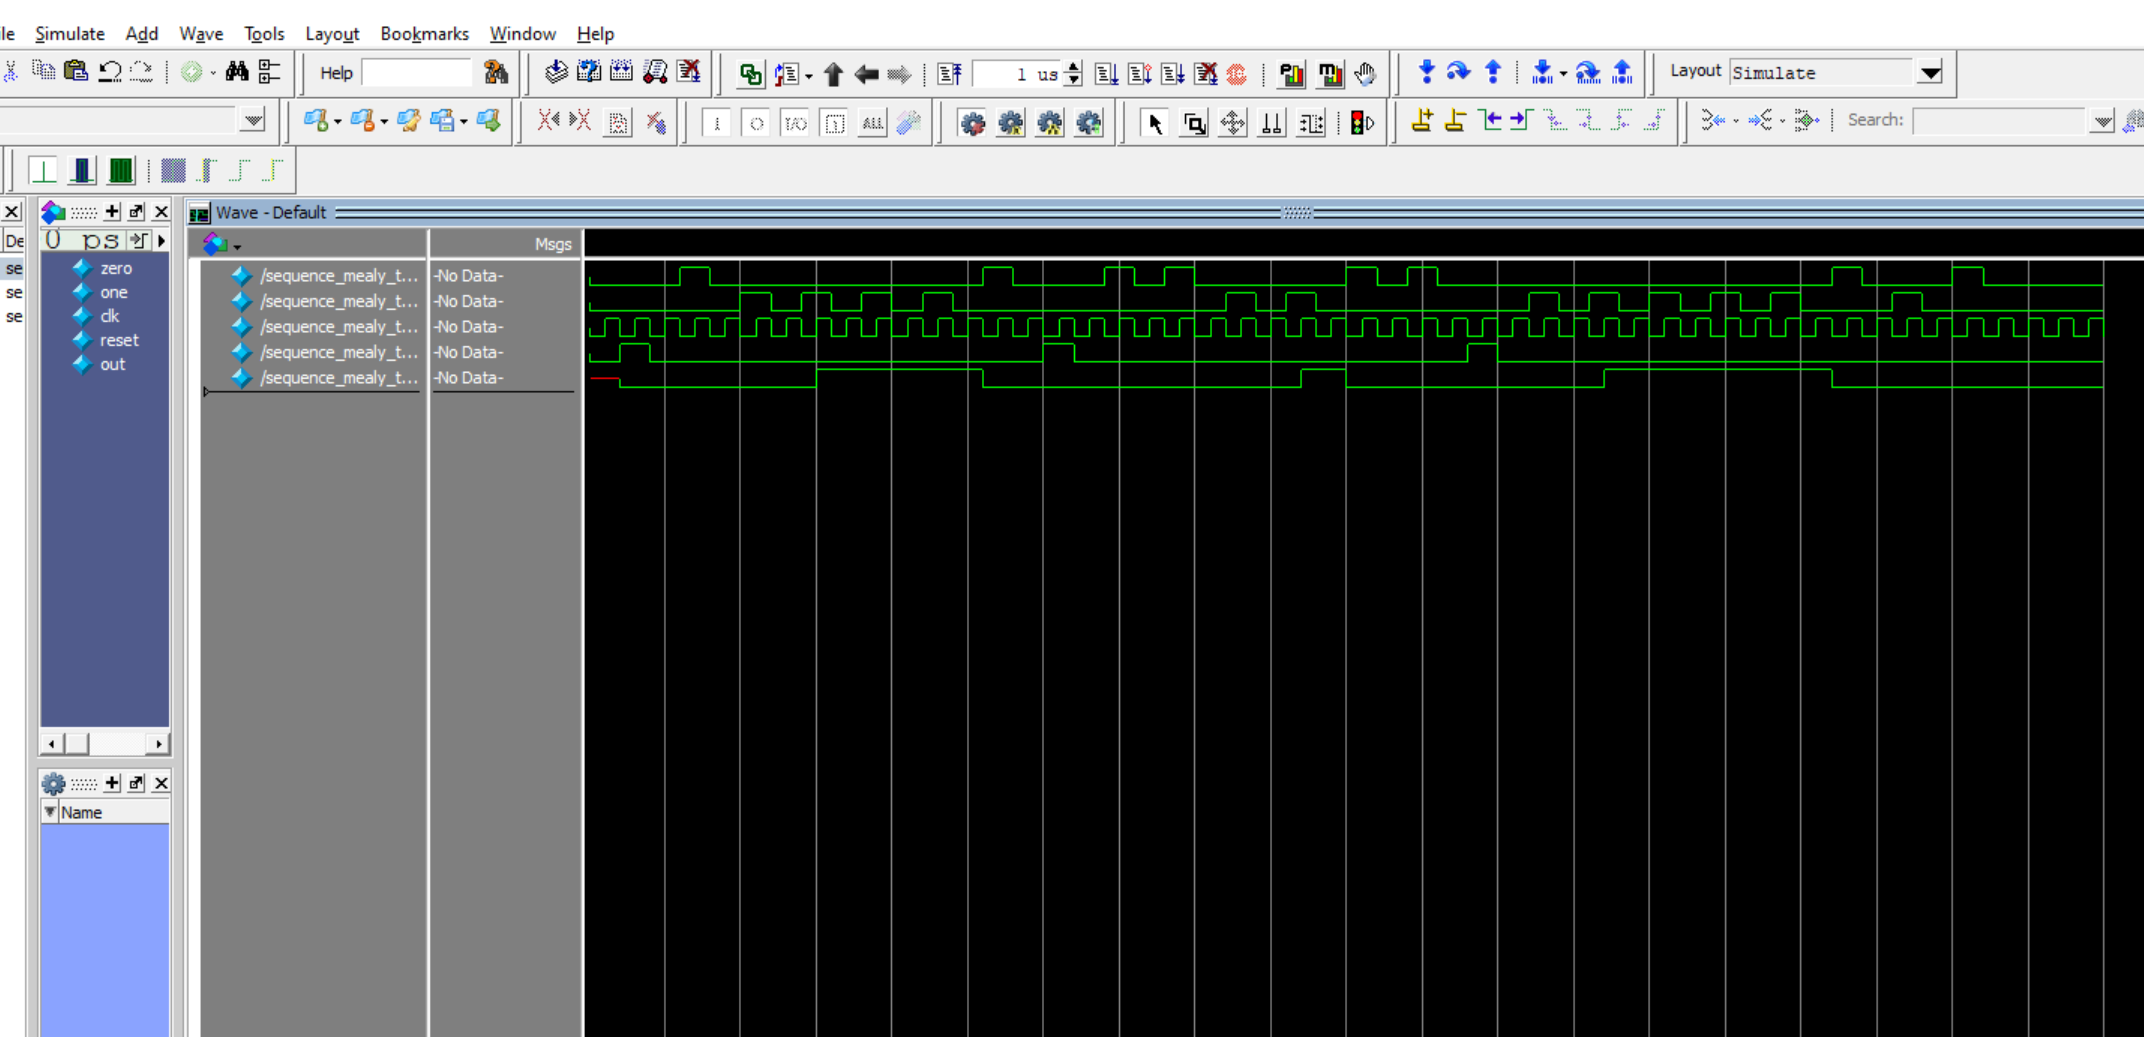 ile Simulate Add Wave Tools Layout Bookmarks Window Help
Help
1 us
Layout Simulate
ALL
Search:
Wave - Default
De
0 ps
Msgs
se
se
se
zero
one
clk
reset
out
/sequence_mealy_t... -No Data-
/sequence_mealy_t... -No Data-
/sequence_mealy_t... -No Data-
/sequence_mealy_t... -No Data-
/sequence_mealy_t... -No Data-
Name